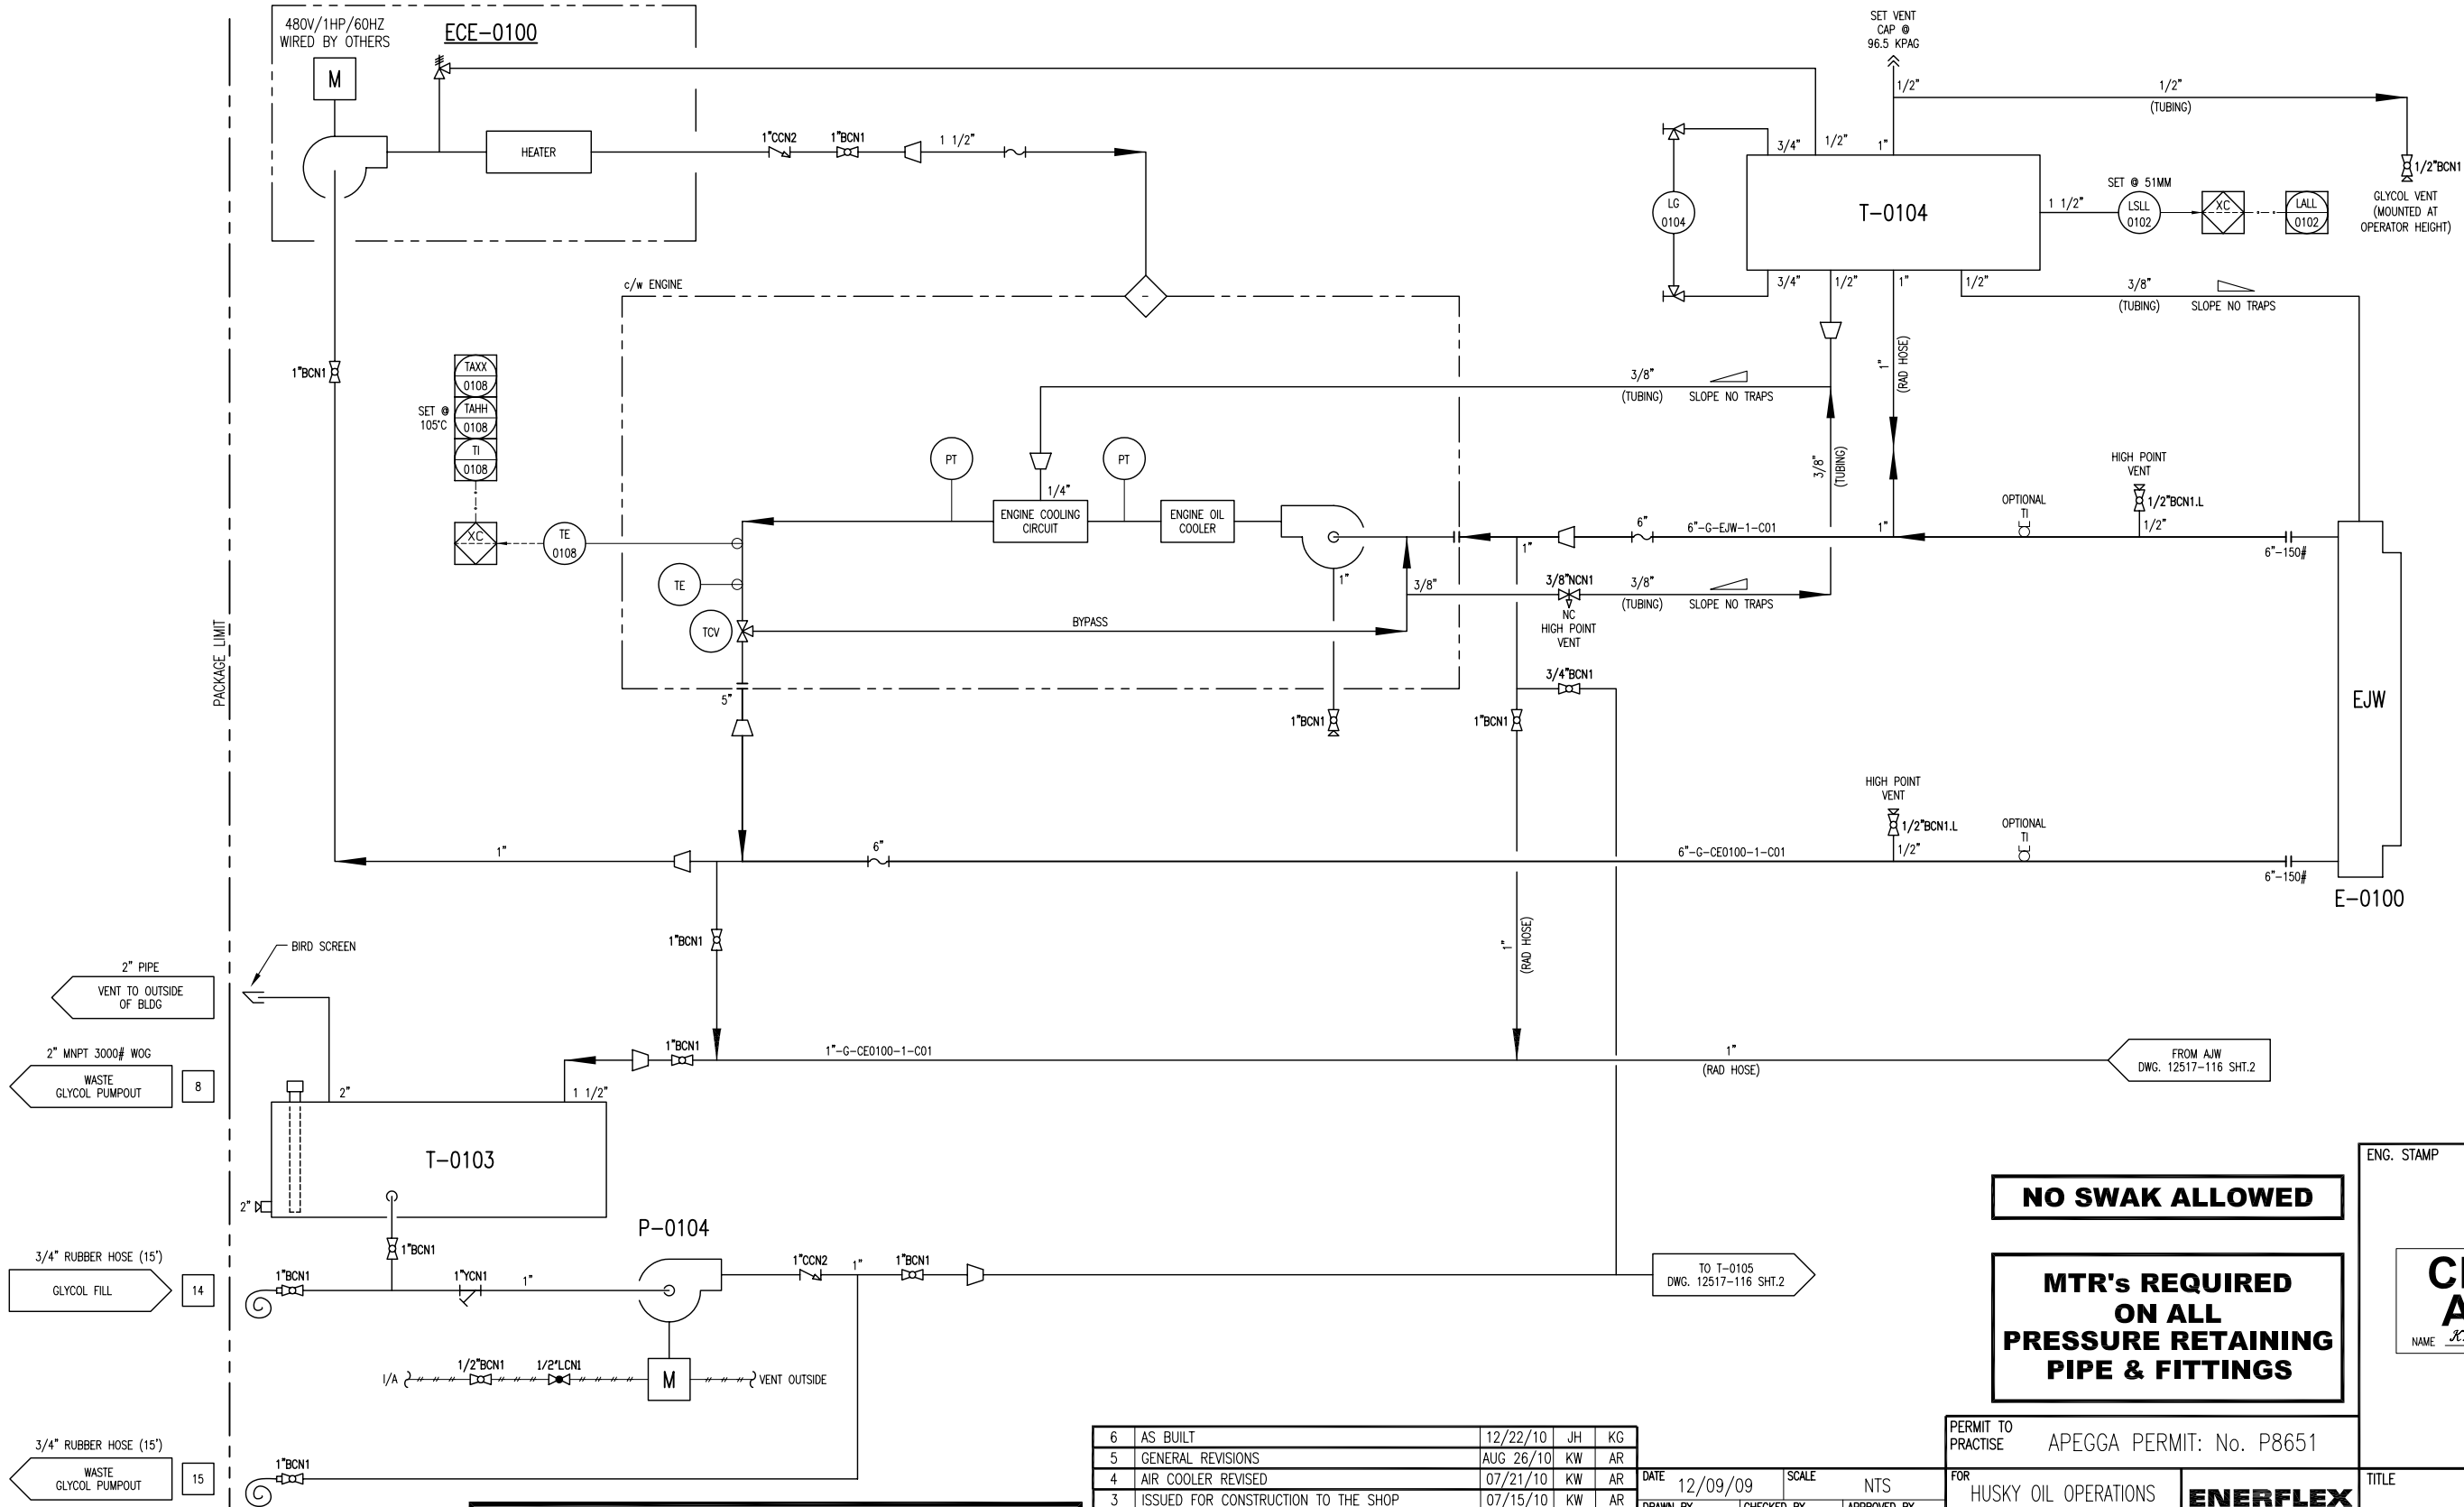 480V/1HP/60HZ
WIRED BY OTHERS
ECE-0100
M
HEATER
1"CCN2
1"BCN1
1 1/2"
SET VENT
CAP @
96.5 KPAG
1/2"
1/2"
(TUBING)
1/2"BCN1
GLYCOL VENT
(MOUNTED AT
OPERATOR HEIGHT)
3/4"
1/2"
1"
LG
0104
T-0104
1 1/2"
SET @ 51MM
LSLL
0102
XC
LALL
0102
3/4"
1/2"
1"
1/2"
3/8"
(TUBING)
SLOPE NO TRAPS
c/w ENGINE
1"BCN1
TAXX
0108
SET @
105°C
TAHH
0108
TI
0108
XC
TE
0108
TE
TCV
PT
PT
1/4"
ENGINE COOLING
CIRCUIT
ENGINE OIL
COOLER
3/8"
(TUBING)
SLOPE NO TRAPS
1"
(RAD HOSE)
3/8"
(TUBING)
HIGH POINT
VENT
1/2"BCN1.L
1/2"
OPTIONAL
TI
6"
6"-G-EJW-1-C01
1"
1"
6"-150#
1"
3/8"
3/8"NCN1
NC
HIGH POINT
VENT
3/8"
(TUBING)
SLOPE NO TRAPS
BYPASS
PACKAGE LIMIT
5"
1"BCN1
1"BCN1
3/4"BCN1
EJW
HIGH POINT
VENT
1/2"BCN1.L
1/2"
OPTIONAL
TI
1"
6"
6"-G-CE0100-1-C01
6"-150#
E-0100
1"BCN1
1"
(RAD HOSE)
BIRD SCREEN
2" PIPE
VENT TO OUTSIDE
OF BLDG
2" MNPT 3000# WOG
WASTE
GLYCOL PUMPOUT
8
1"BCN1
1"-G-CE0100-1-C01
1"
(RAD HOSE)
FROM AJW
DWG. 12517-116 SHT.2
2"
1 1/2"
T-0103
2"
P-0104
1"BCN1
3/4" RUBBER HOSE (15')
GLYCOL FILL
14
1"BCN1
1"YCN1
1"
1"CCN2
1"
1"BCN1
TO T-0105
DWG. 12517-116 SHT.2
I/A
1/2"BCN1
1/2"LCN1
M
VENT OUTSIDE
3/4" RUBBER HOSE (15')
WASTE
GLYCOL PUMPOUT
15
1"BCN1
NO SWAK ALLOWED
MTR's REQUIRED
ON ALL
PRESSURE RETAINING
PIPE & FITTINGS
ENG. STAMP
NAME
PERMIT TO
PRACTISE
APEGGA PERMIT: No. P8651
6 AS BUILT 12/22/10 JH KG
5 GENERAL REVISIONS AUG 26/10 KW AR
4 AIR COOLER REVISED 07/21/10 KW AR
3 ISSUED FOR CONSTRUCTION TO THE SHOP 07/15/10 KW AR
DATE 12/09/09
SCALE NTS
DRAWN BY
CHECKED BY
APPROVED BY
FOR
HUSKY OIL OPERATIONS
ENERFLEX
TITLE